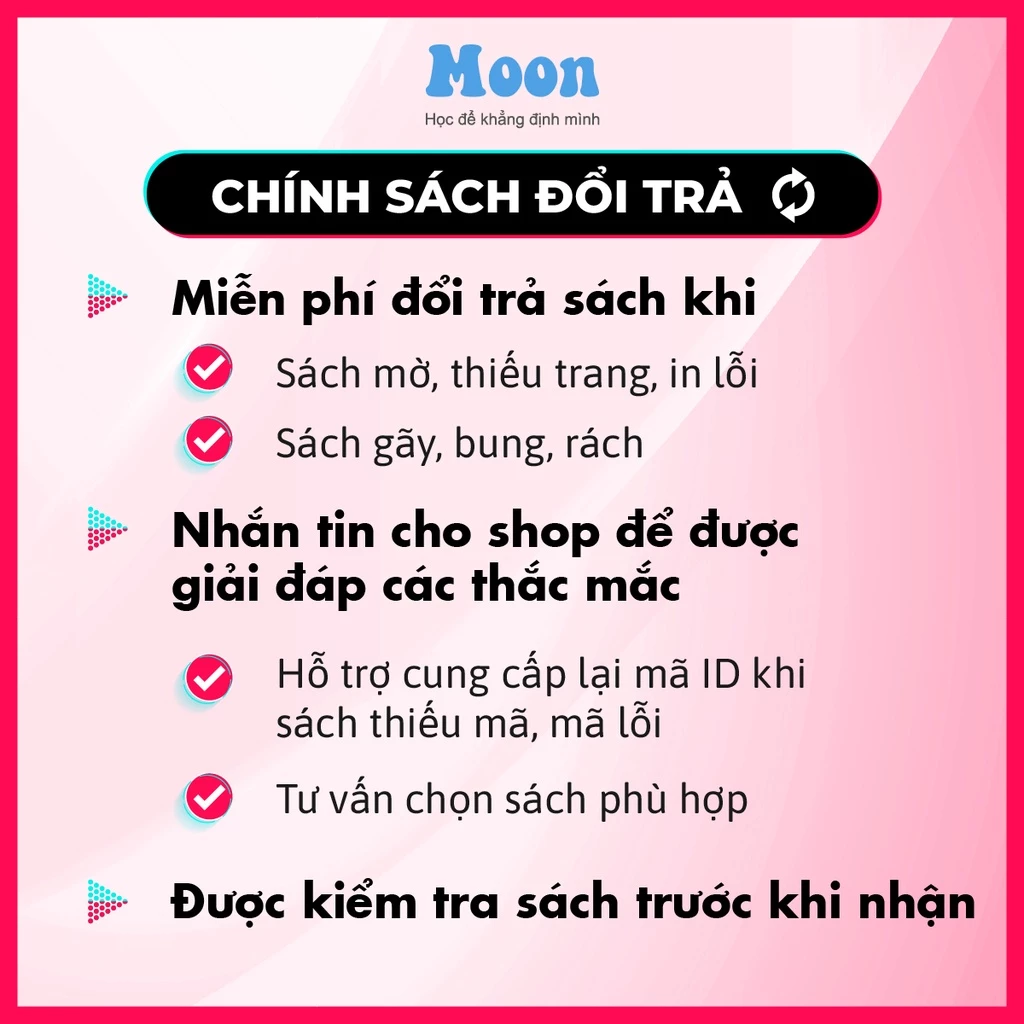 Moon
Học để khẳng định mình
CHÍNH SÁCH ĐỔI TRẢ
Miễn phí đổi trả sách khi
Sách mờ, thiếu trang, in lỗi
Sách gãy, bung, rách
Nhắn tin cho shop để được
giải đáp các thắc mắc
Hỗ trợ cung cấp lại mã ID khi
sách thiếu mã, mã lỗi
Tư vấn chọn sách phù hợp
Được kiểm tra sách trước khi nhận